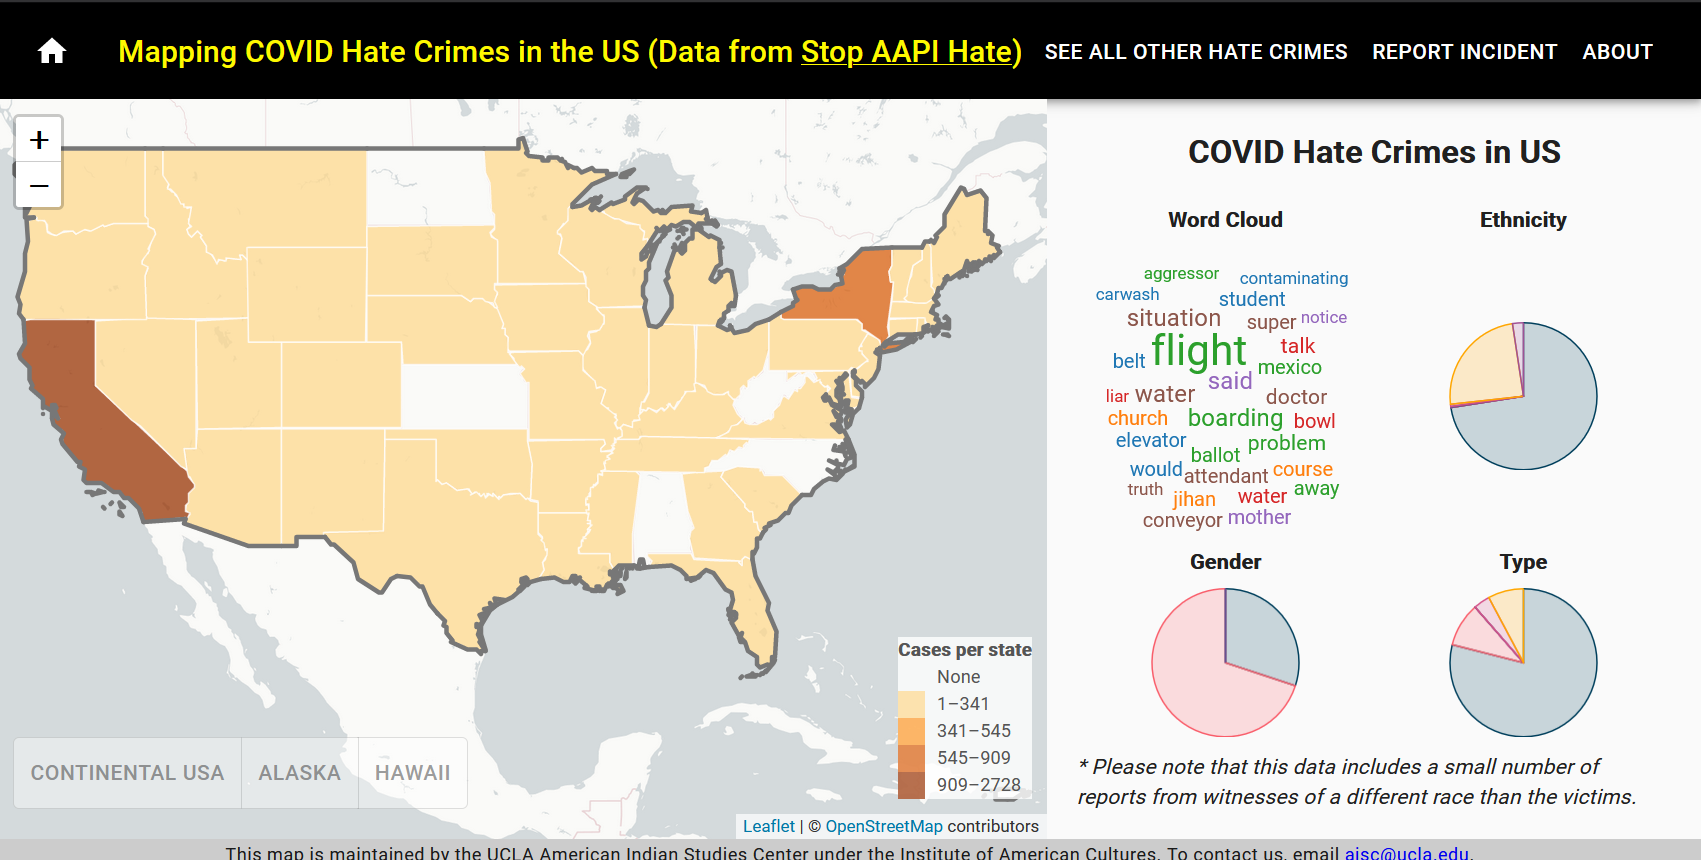 Mapping COVID Hate Crimes in the US (Data from Stop AAPI Hate)
SEE ALL OTHER HATE CRIMES
REPORT INCIDENT
ABOUT
+
−
COVID Hate Crimes in US
Word Cloud
aggressor
contaminating
carwash
student
situation
super
notice
flight
talk
belt
mexico
said
liar
water
doctor
church
boarding
bowl
elevator
problem
ballot
would
attendant
course
truth
jihan
water
away
conveyor
mother
Ethnicity
Gender
Type
* Please note that this data includes a small number of
reports from witnesses of a different race than the victims.
Cases per state
None
1–341
341–545
545–909
909–2728
CONTINENTAL USA
ALASKA
HAWAII
Leaflet | © OpenStreetMap contributors
This map is maintained by the UCLA American Indian Studies Center under the Institute of American Cultures. To contact us, email aisc@ucla.edu.